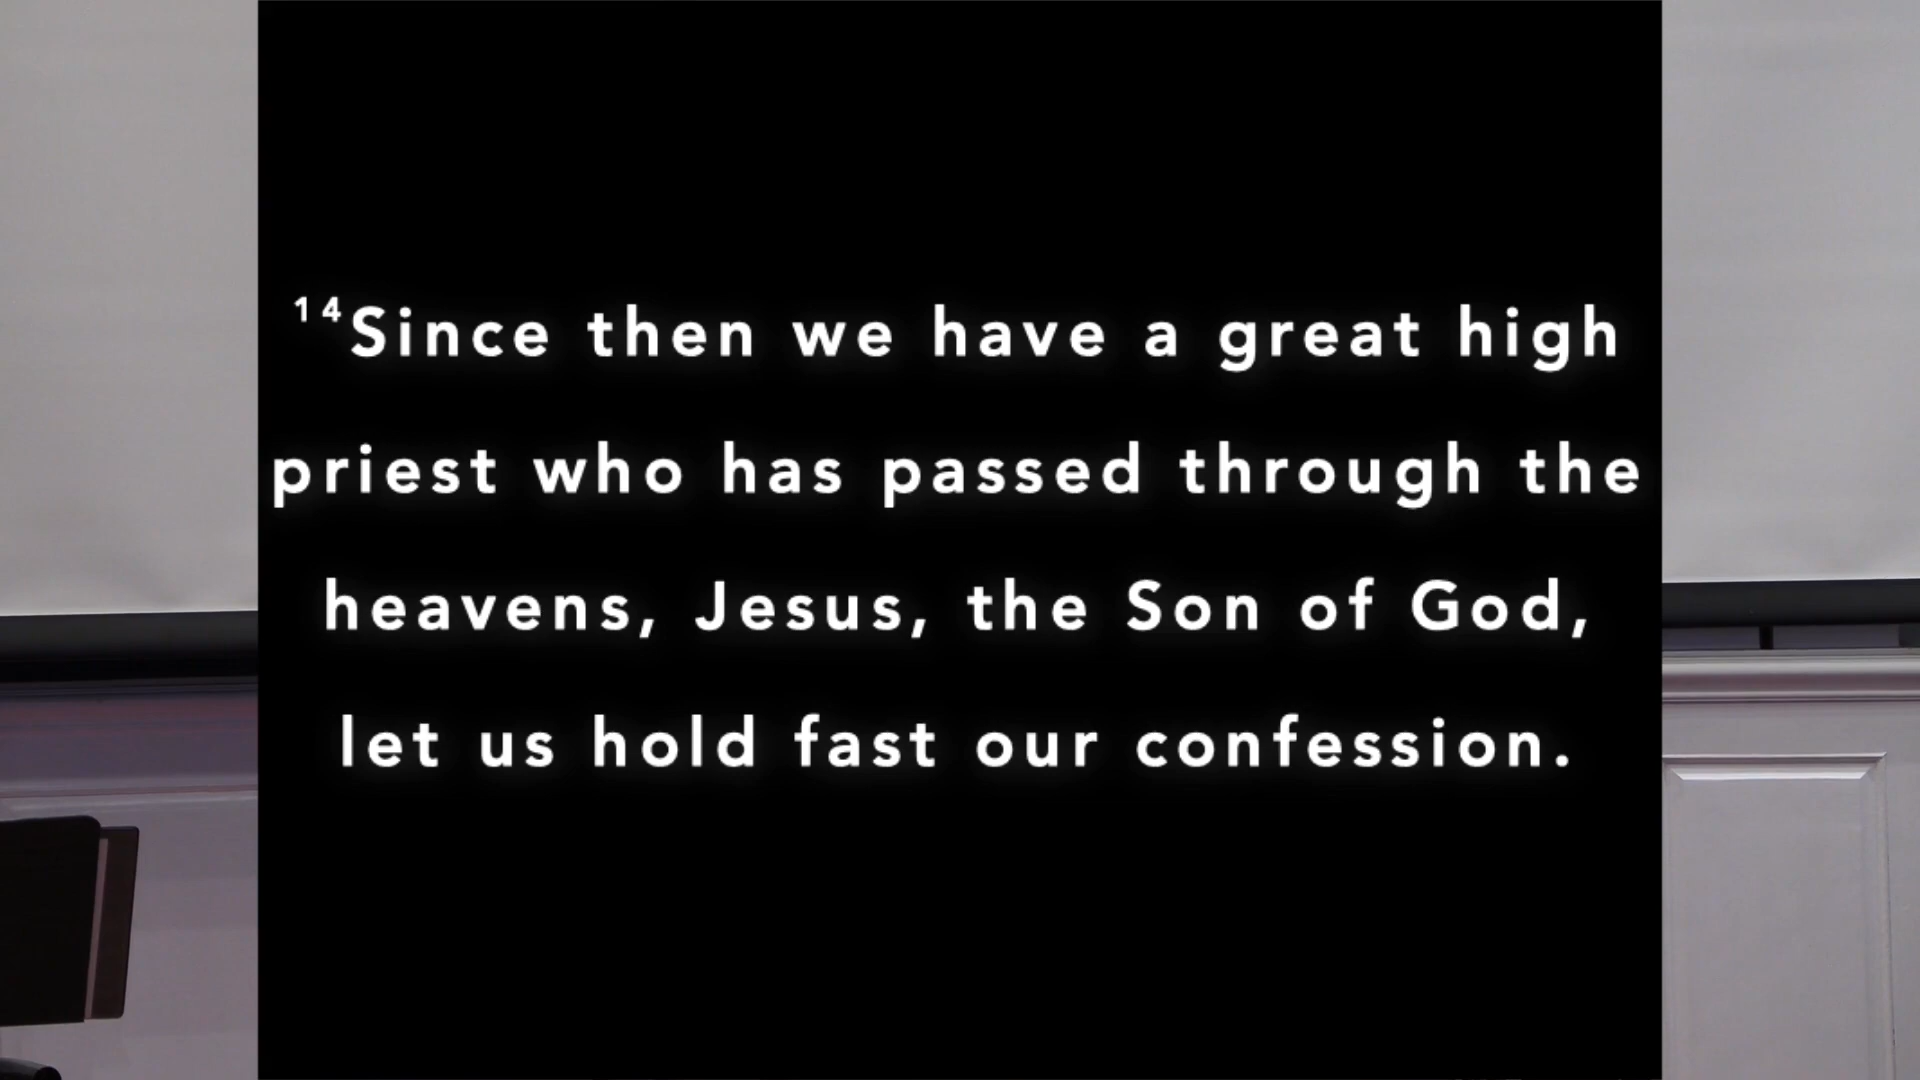 ¹⁴Since then we have a great high
priest who has passed through the
heavens, Jesus, the Son of God,
let us hold fast our confession.